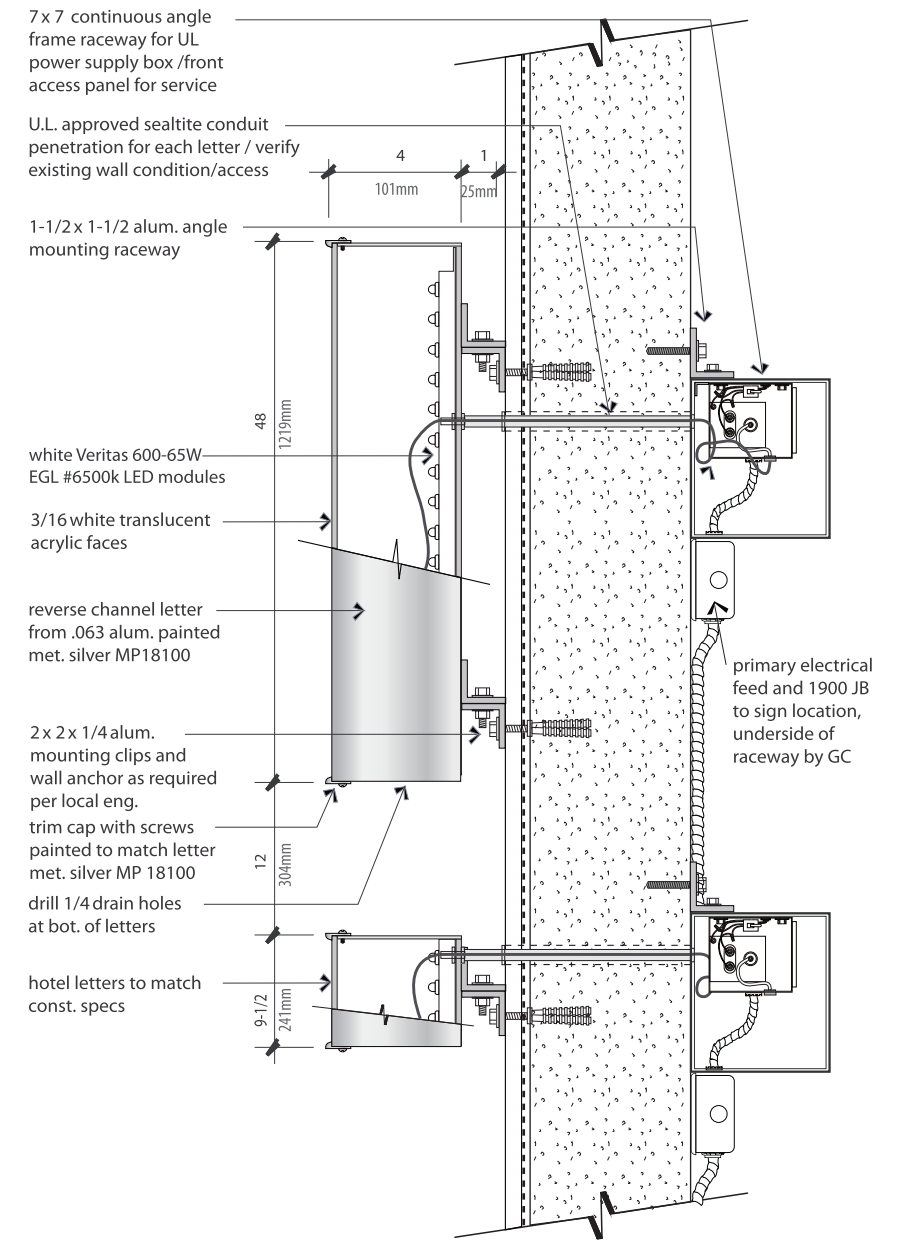 7 x 7 continuous angle
frame raceway for UL
power supply box /front
access panel for service
U.L. approved sealtite conduit
penetration for each letter / verify
existing wall condition/access
4
1
101mm
25mm
1-1/2 x 1-1/2 alum. angle
mounting raceway
48
1219mm
white Veritas 600-65W
EGL #6500k LED modules
3/16 white translucent
acrylic faces
reverse channel letter
from .063 alum. painted
met. silver MP18100
primary electrical
feed and 1900 JB
to sign location,
underside of
raceway by GC
2 x 2 x 1/4 alum.
mounting clips and
wall anchor as required
per local eng.
trim cap with screws
painted to match letter
met. silver MP 18100
12
304mm
drill 1/4 drain holes
at bot. of letters
hotel letters to match
const. specs
9-1/2
241mm